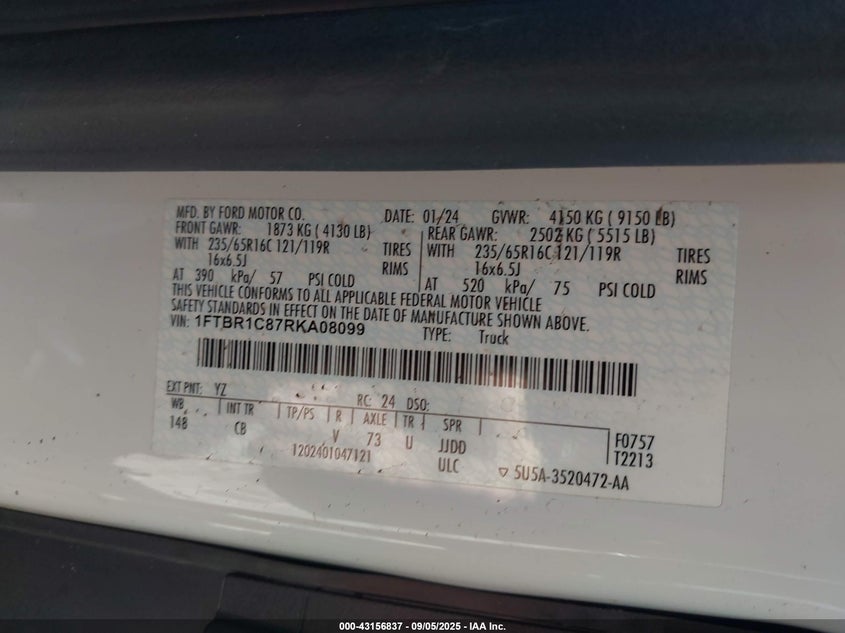 MFD. BY FORD MOTOR CO. DATE: 01/24 GVWR: 4150 KG ( 9150 LB)
FRONT GAWR: 1873 KG ( 4130 LB) REAR GAWR: 2502 KG ( 5515 LB)
WITH 235/65R16C 121/119R TIRES WITH 235/65R16C 121/119R TIRES
16x6.5J RIMS 16x6.5J RIMS
AT 390 kPa/ 57 PSI COLD AT 520 kPa/ 75 PSI COLD
THIS VEHICLE CONFORMS TO ALL APPLICABLE FEDERAL MOTOR VEHICLE
SAFETY STANDARDS IN EFFECT ON THE DATE OF MANUFACTURE SHOWN ABOVE.
VIN: 1FTBR1C87RKA08099 TYPE: Truck
EXT PNT: YZ RC: 24 DSO:
WB INT TR TP/PS R AXLE TR SPR
148 CB V 73 U JJDD F0757
1202401047121 ULC T2213
5U5A-3520472-AA
000-43156837 - 09/05/2025 - IAA Inc.